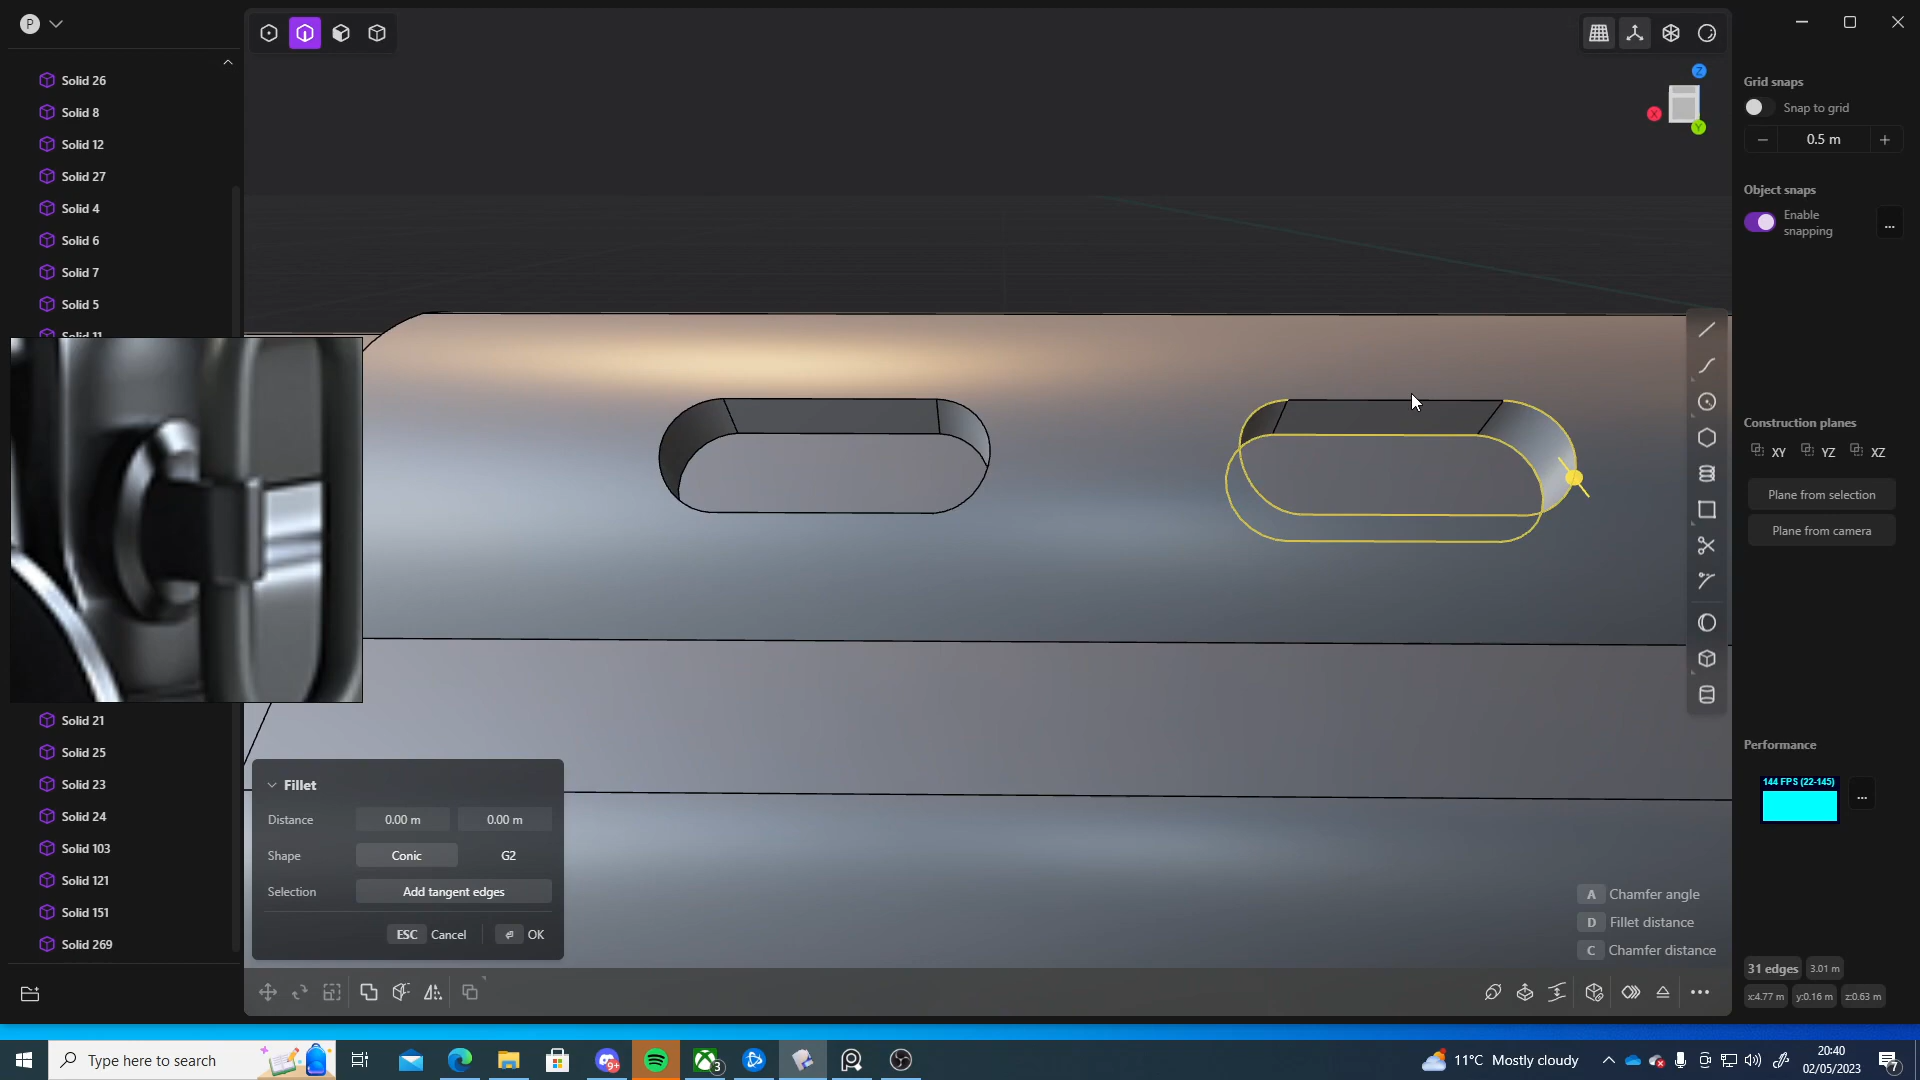 P
Solid 26
Solid 8
Solid 12
Solid 27
Solid 4
Solid 6
Solid 7
Solid 5
Solid 11
Solid 21
Solid 25
Solid 23
Solid 24
Solid 103
Solid 121
Solid 151
Solid 269
Z
X
Y
Grid snaps
Snap to grid
0.5 m
Object snaps
Enable snapping
...
Construction planes
XY YZ XZ
Plane from selection
Plane from camera
Performance
144 FPS (22-145)
...
Fillet
Distance 0.00 m 0.00 m
Shape Conic G2
Selection Add tangent edges
ESC Cancel OK
A Chamfer angle
D Fillet distance
C Chamfer distance
31 edges 3.01 m
x:4.77 m y:0.16 m z:0.63 m
Type here to search
9+
3
11°C Mostly cloudy
20:40
02/05/2023
7